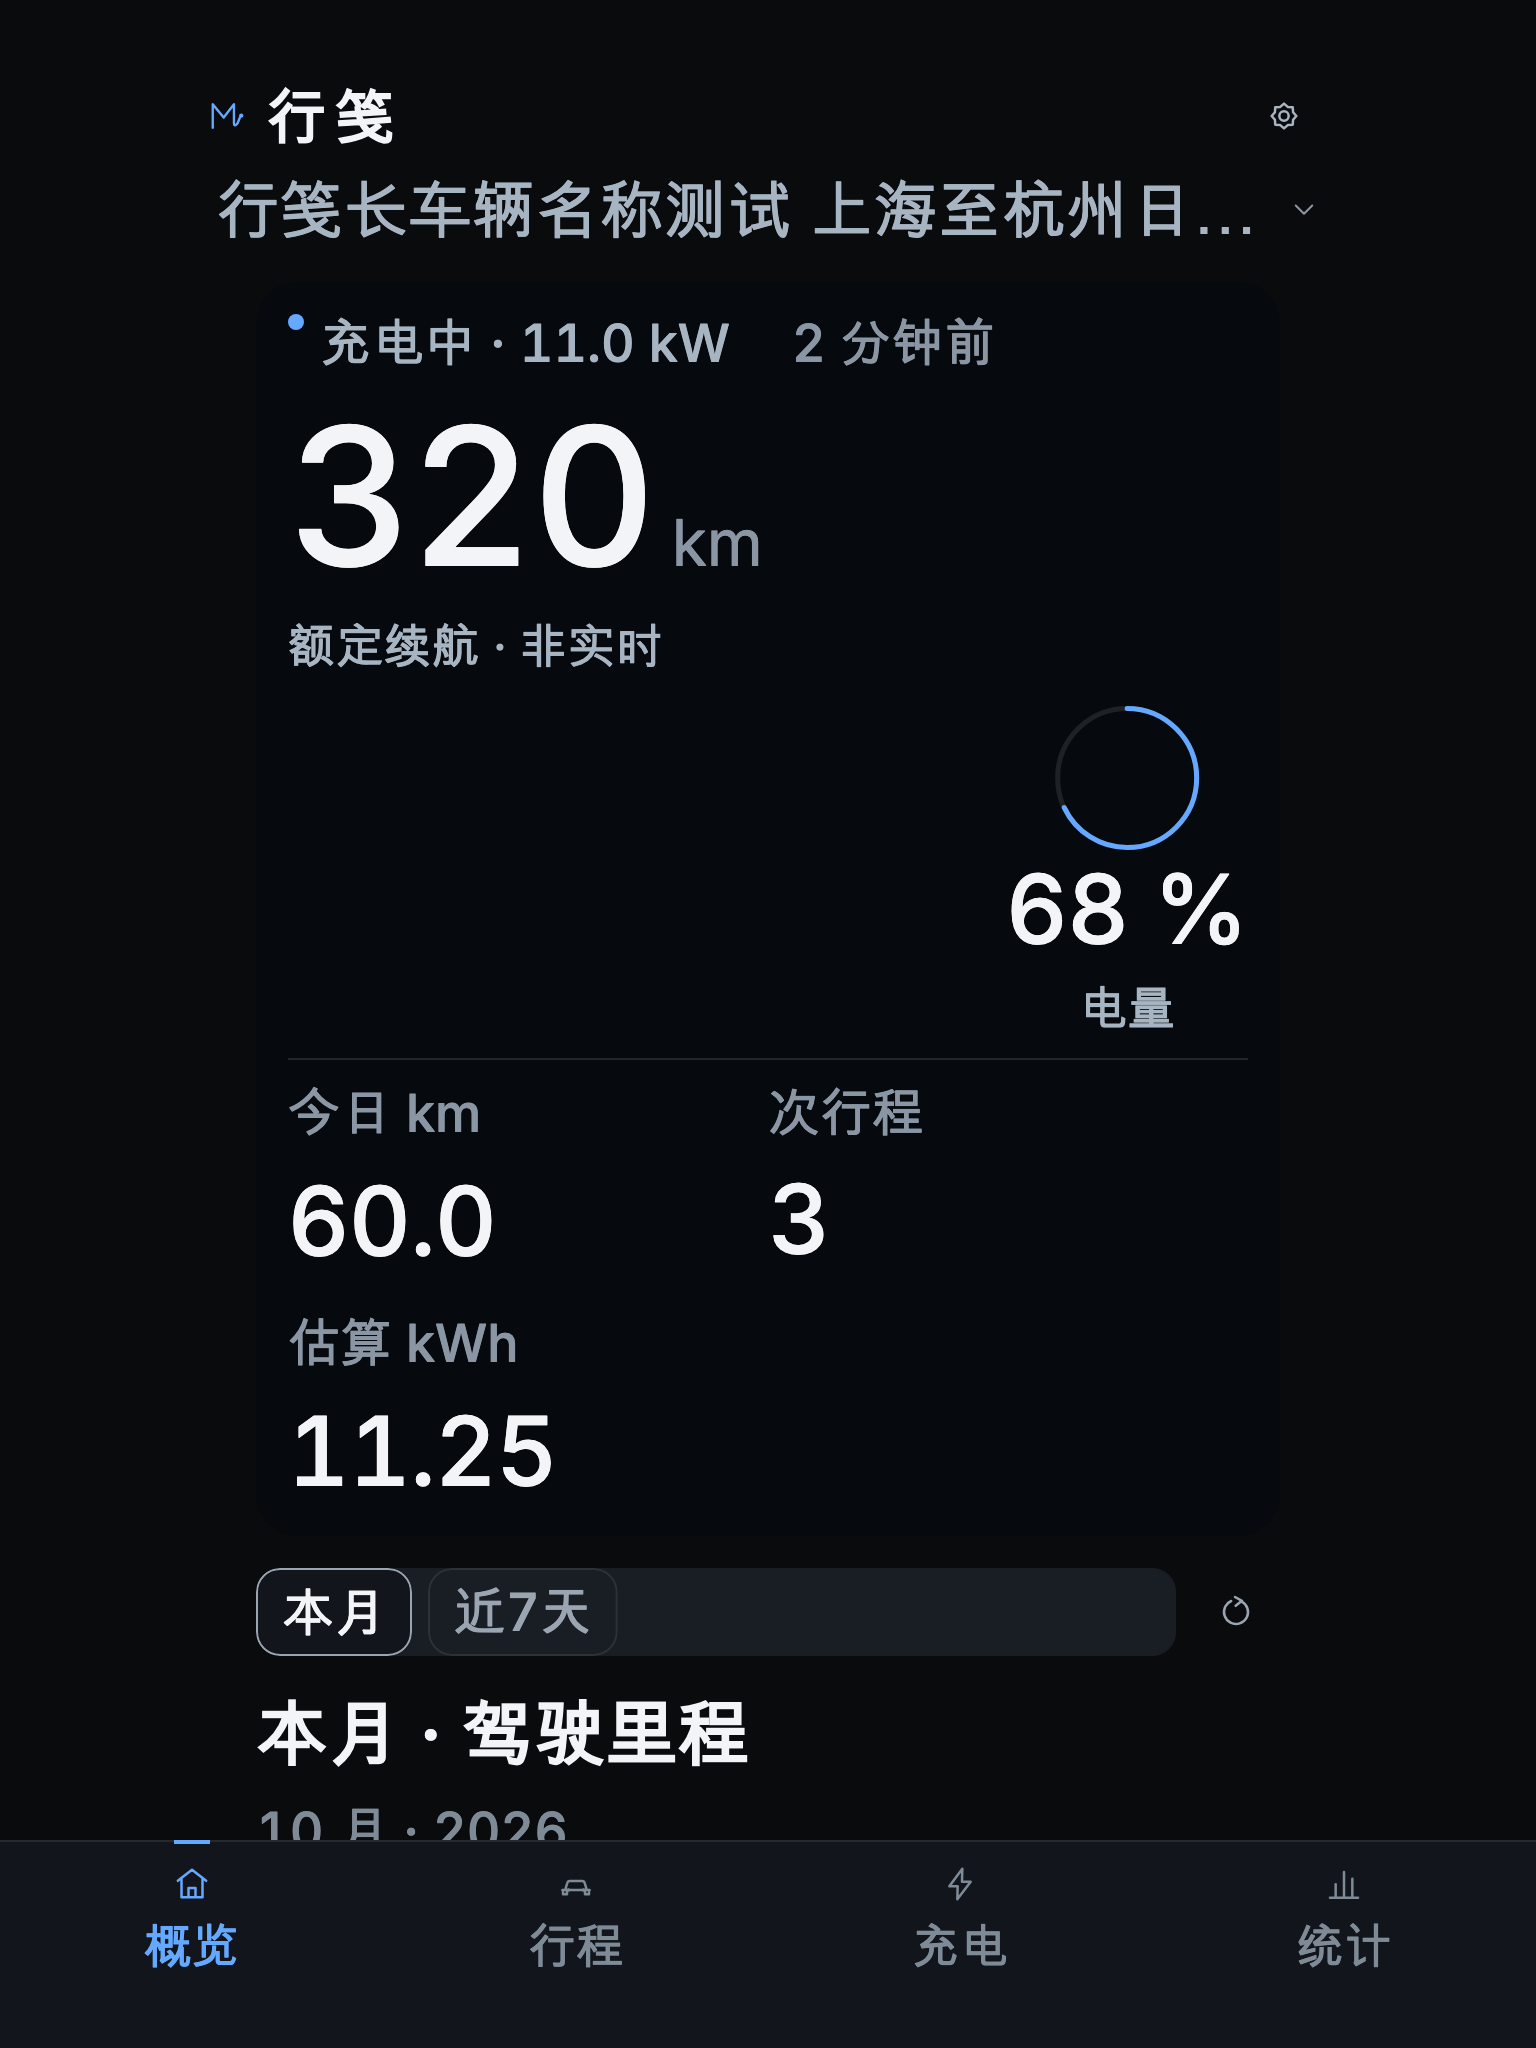 行笺
行笺长车辆名称测试 上海至杭州日...
充电中 · 11.0 kW 2 分钟前
320 km
额定续航 · 非实时
68 %
电量
今日 km 次行程
60.0 3
估算 kWh
11.25
本月 近7天
本月 · 驾驶里程
10 月 · 2026
概览 行程 充电 统计